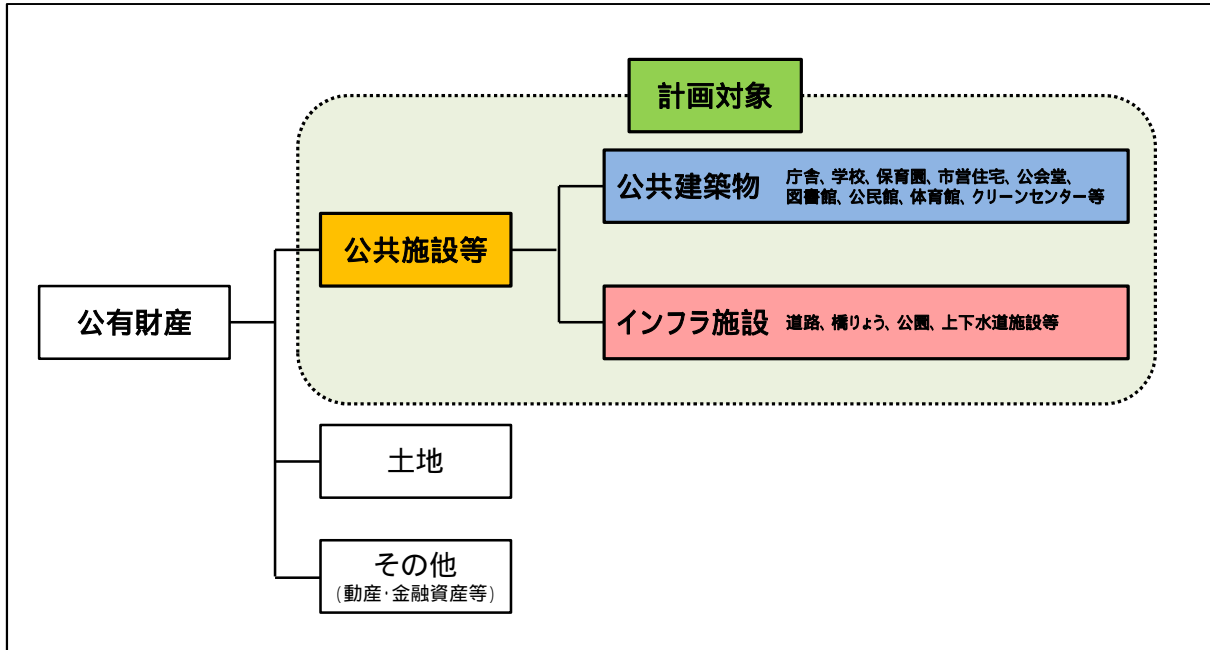 計画対象
公共建築物
庁舎、学校、保育園、市営住宅、公会堂、
図書館、公民館、体育館、クリーンセンター等
公共施設等
公有財産
インフラ施設
道路、橋りょう、公園、上下水道施設等
土地
その他
(動産・金融資産等)